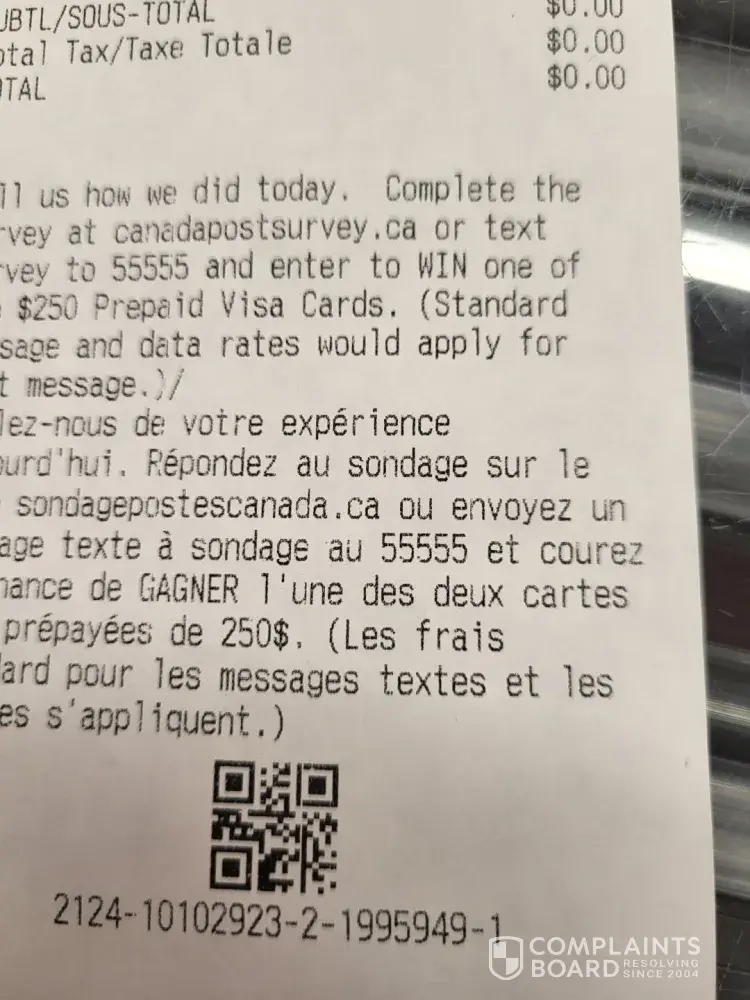 UBTL/SOUS-TOTAL $0.00
otal Tax/Taxe Totale $0.00
OTAL $0.00
ll us how we did today. Complete the
rvey at canadapostsurvey.ca or text
rvey to 55555 and enter to WIN one of
$250 Prepaid Visa Cards. (Standard
sage and data rates would apply for
t message.)/
lez-nous de votre expérience
ourd'hui. Répondez au sondage sur le
sondagepostescanada.ca ou envoyez un
age texte à sondage au 55555 et courez
hance de GAGNER l'une des deux cartes
prépayées de 250$. (Les frais
dard pour les messages textes et les
es s'appliquent.)
2124-10102923-2-1995949-1
COMPLAINTS
BOARD RESOLVING
SINCE 2004